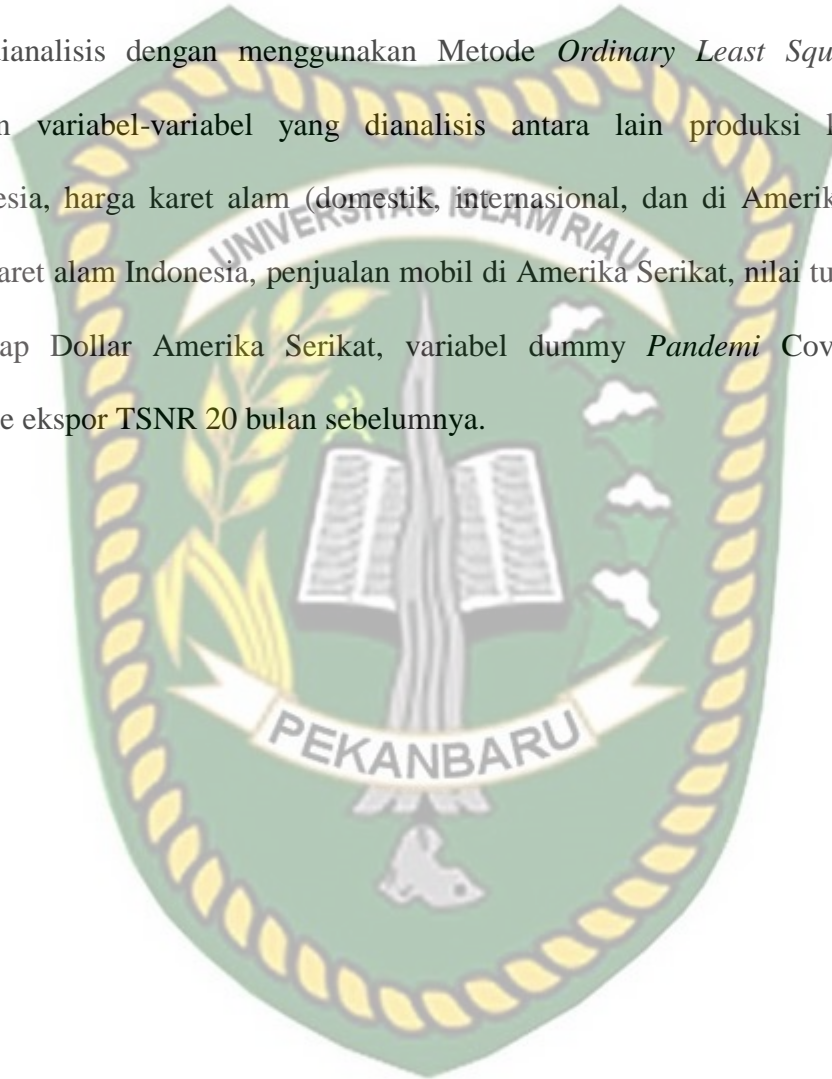 dianalisis dengan menggunakan Metode Ordinary Least Squ
n variabel-variabel yang dianalisis antara lain produksi k
esia, harga karet alam (domestik, internasional, dan di Amerik
UNIVERSITAS ISLAM RIAU
aret alam Indonesia, penjualan mobil di Amerika Serikat, nilai tu
ap Dollar Amerika Serikat, variabel dummy Pandemi Cov
e ekspor TSNR 20 bulan sebelumnya.
PEKANBARU